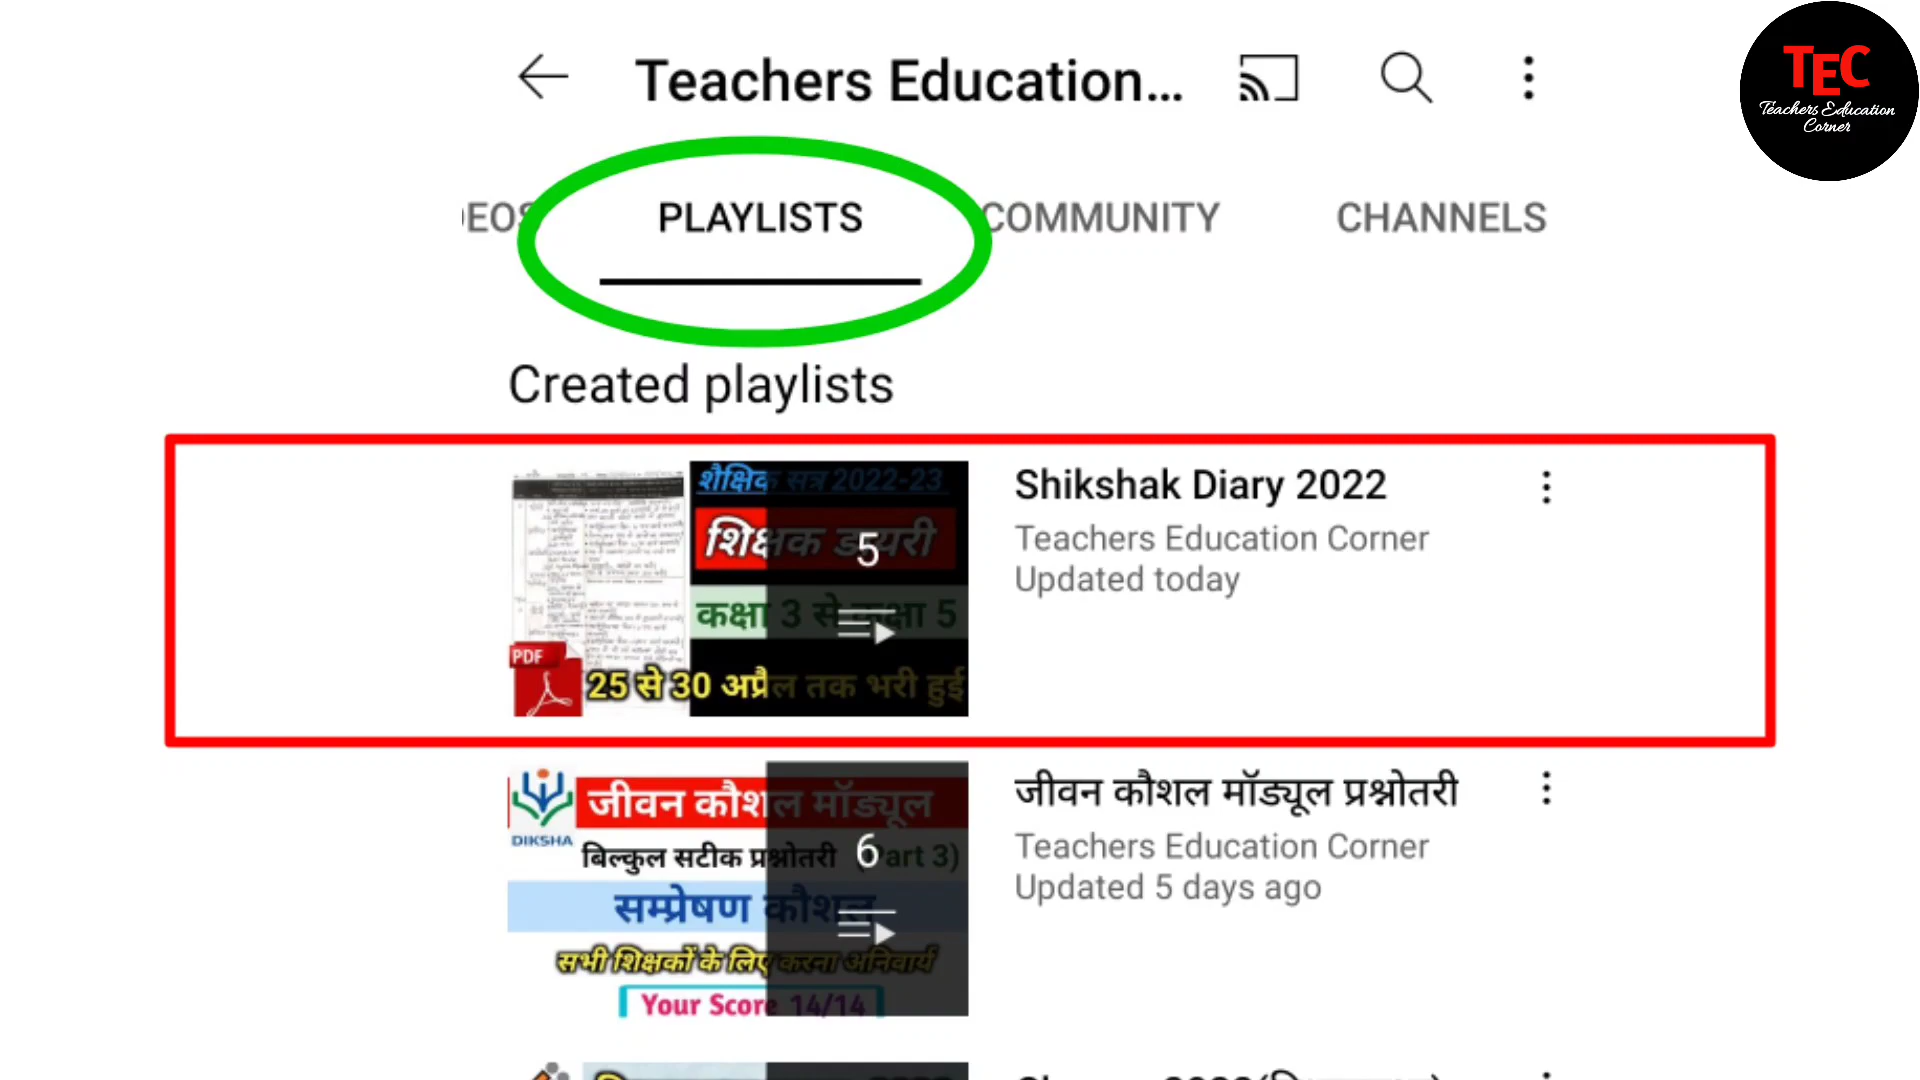 Teachers Education...
TEC
Teachers Education
Corner
PLAYLISTS
COMMUNITY
CHANNELS
Created playlists
शैक्षिक सत्र 2022-23
शिक्षक डायरी
5
कक्षा 3 से कक्षा 5
PDF
25 से 30 अप्रैल तक भरी हुई
Shikshak Diary 2022
Teachers Education Corner
Updated today
जीवन कौशल मॉड्यूल
DIKSHA
बिल्कुल सटीक प्रश्नोतरी (Part 3)
6
सम्प्रेषण कौशल
सभी शिक्षकों के लिए करना अनिवार्य
Your Score 14/14
जीवन कौशल मॉड्यूल प्रश्नोतरी
Teachers Education Corner
Updated 5 days ago